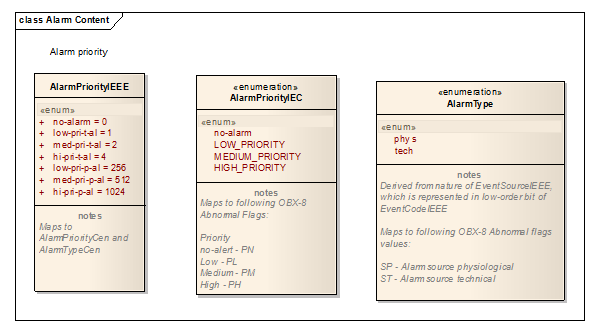 class Alarm Content
Alarm priority
AlarmPriorityIEEE
«enum»
+ no-alarm = 0
+ low-pri-t-al = 1
+ med-pri-t-al = 2
+ hi-pri-t-al = 4
+ low-pri-p-al = 256
+ med-pri-p-al = 512
+ hi-pri-p-al = 1024
notes
Maps to
AlarmPriorityCen and
AlarmTypeCen
«enumeration»
AlarmPriorityIEC
no-alarm
LOW_PRIORITY
MEDIUM_PRIORITY
HIGH_PRIORITY
notes
Maps to following OBX-8
Abnormal Flags:
Priority
no-alert - PN
Low - PL
Medium - PM
High - PH
«enumeration»
AlarmType
«enum»
phys
tech
notes
Derived from nature of EventSourceIEEE,
which is represented in low-order bit of
EventCodeIEEE
Maps to following OBX-8 Abnormal flags
values:
SP - Alarm source physiological
ST - Alarm source technical